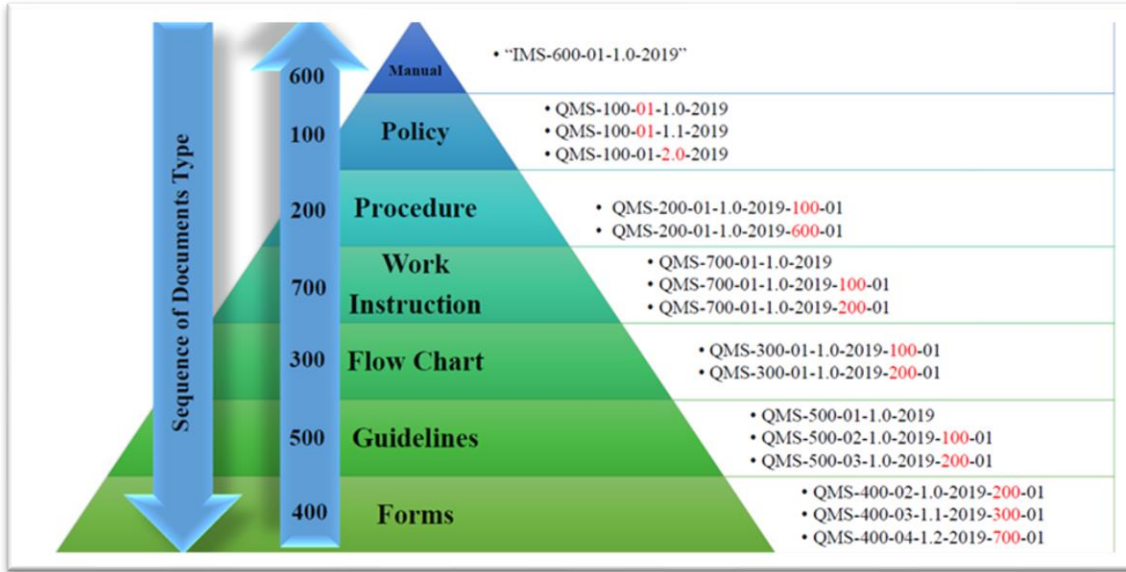 Sequence of Documents Type
600
Manual
• “IMS-600-01-1.0-2019”
100
Policy
• QMS-100-01-1.0-2019
• QMS-100-01-1.1-2019
• QMS-100-01-2.0-2019
200
Procedure
• QMS-200-01-1.0-2019-100-01
• QMS-200-01-1.0-2019-600-01
700
Work
Instruction
• QMS-700-01-1.0-2019
• QMS-700-01-1.0-2019-100-01
• QMS-700-01-1.0-2019-200-01
300
Flow Chart
• QMS-300-01-1.0-2019-100-01
• QMS-300-01-1.0-2019-200-01
500
Guidelines
• QMS-500-01-1.0-2019
• QMS-500-02-1.0-2019-100-01
• QMS-500-03-1.0-2019-200-01
400
Forms
• QMS-400-02-1.0-2019-200-01
• QMS-400-03-1.1-2019-300-01
• QMS-400-04-1.2-2019-700-01